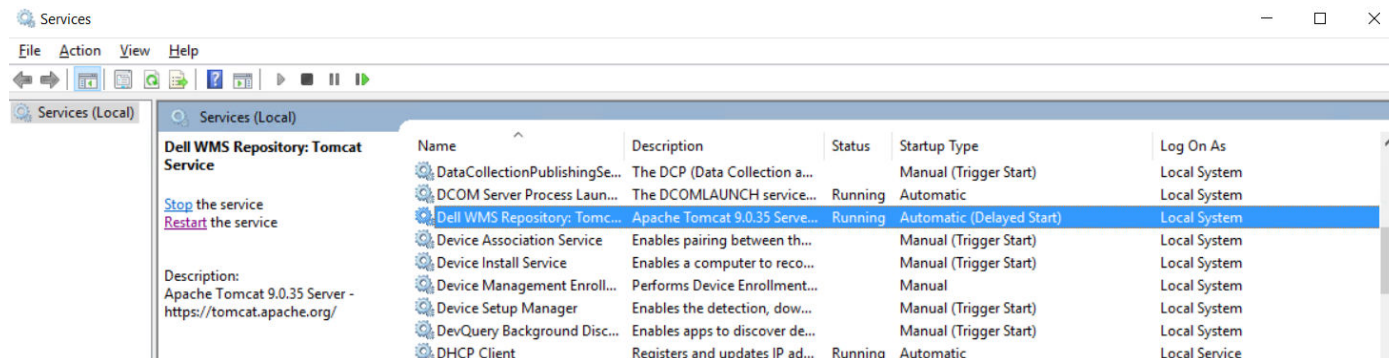 Services
File Action View Help
Services (Local)
Services (Local)
Dell WMS Repository: Tomcat
Service
Stop the service
Restart the service
Description:
Apache Tomcat 9.0.35 Server -
https://tomcat.apache.org/
Name Description Status Startup Type Log On As
DataCollectionPublishingSe... The DCP (Data Collection a... Manual (Trigger Start) Local System
DCOM Server Process Laun... The DCOMLAUNCH service... Running Automatic Local System
Dell WMS Repository: Tomc... Apache Tomcat 9.0.35 Serve... Running Automatic (Delayed Start) Local System
Device Association Service Enables pairing between th... Manual (Trigger Start) Local System
Device Install Service Enables a computer to reco... Manual (Trigger Start) Local System
Device Management Enroll... Performs Device Enrollment... Manual Local System
Device Setup Manager Enables the detection, dow... Manual (Trigger Start) Local System
DevQuery Background Disc... Enables apps to discover de... Manual (Trigger Start) Local System
DHCP Client Registers and updates IP ad... Running Automatic Local Service